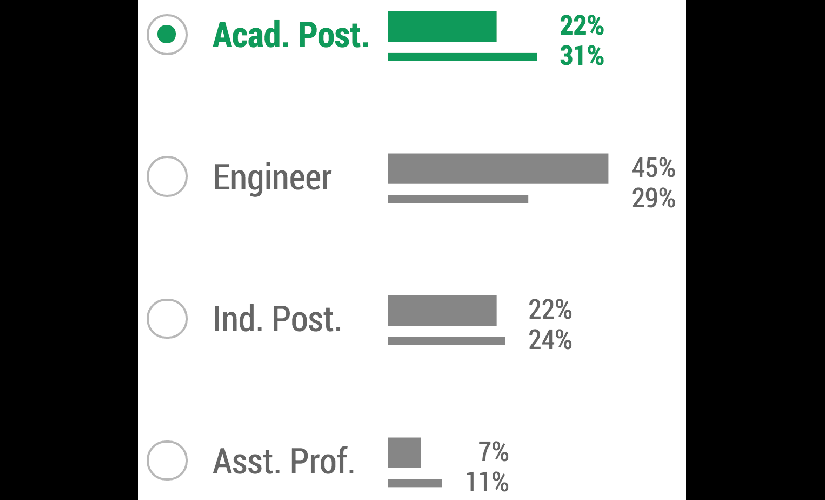 Acad. Post. 22%
31%
Engineer 45%
29%
Ind. Post. 22%
24%
Asst. Prof. 7%
11%